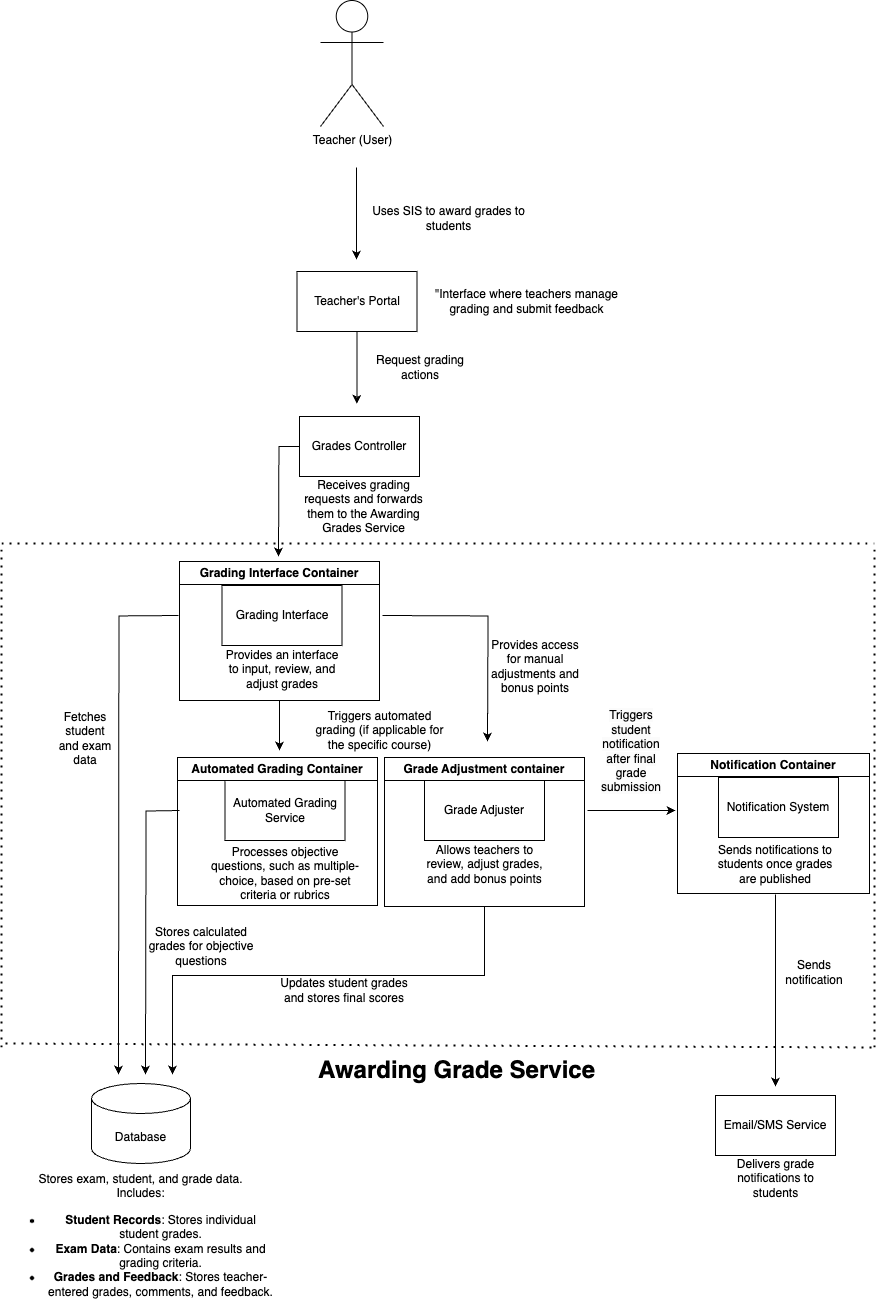 Teacher (User)
Uses SIS to award grades to
students
Teacher's Portal
"Interface where teachers manage
grading and submit feedback
Request grading
actions
Grades Controller
Receives grading
requests and forwards
them to the Awarding
Grades Service
Grading Interface Container
Grading Interface
Provides an interface
to input, review, and
adjust grades
Provides access
for manual
adjustments and
bonus points
Fetches
student
and exam
data
Triggers automated
grading (if applicable for
the specific course)
Triggers
student
notification
after final
grade
submission
Automated Grading Container
Automated Grading
Service
Processes objective
questions, such as multiple-
choice, based on pre-set
criteria or rubrics
Grade Adjustment container
Grade Adjuster
Allows teachers to
review, adjust grades,
and add bonus points
Notification Container
Notification System
Sends notifications to
students once grades
are published
Stores calculated
grades for objective
questions
Updates student grades
and stores final scores
Sends
notification
Awarding Grade Service
Database
Stores exam, student, and grade data.
Includes:
• Student Records: Stores individual
student grades.
• Exam Data: Contains exam results and
grading criteria.
• Grades and Feedback: Stores teacher-
entered grades, comments, and feedback.
Email/SMS Service
Delivers grade
notifications to
students